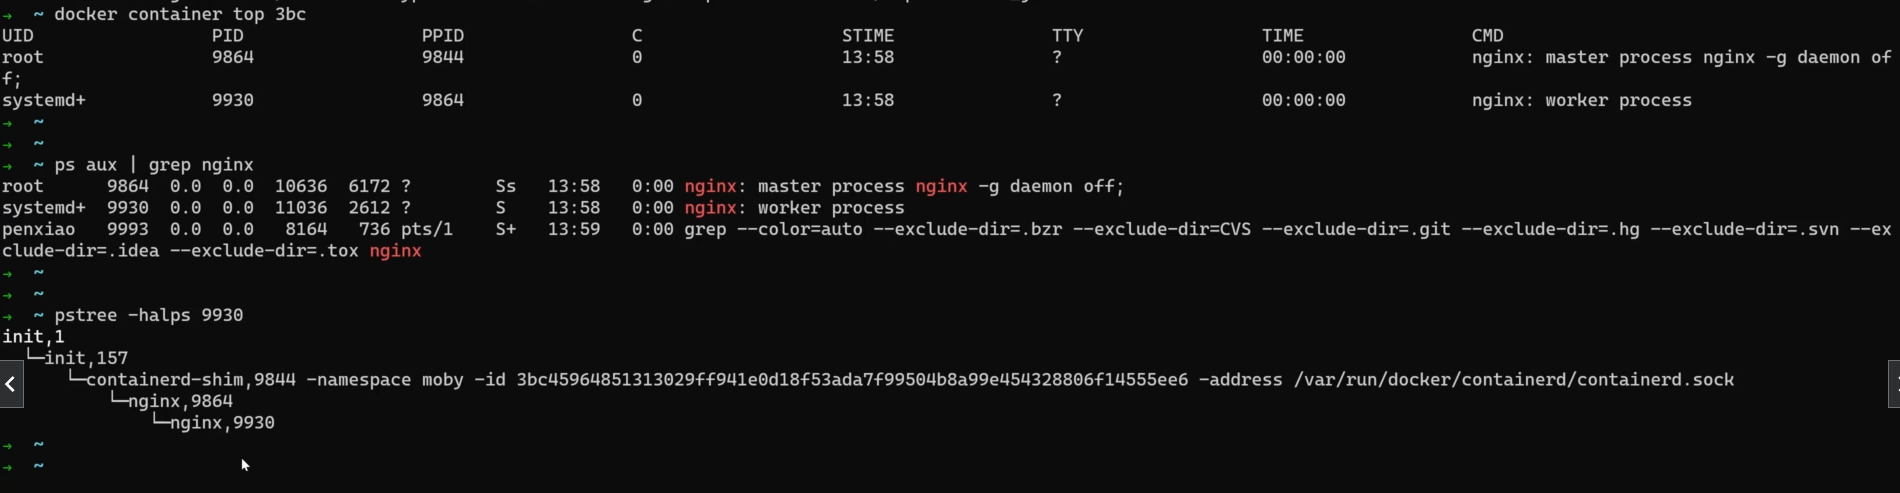 → ~ docker container top 3bc
UID PID PPID C STIME TTY TIME CMD
root 9864 9844 0 13:58 ? 00:00:00 nginx: master process nginx -g daemon of
f;
systemd+ 9930 9864 0 13:58 ? 00:00:00 nginx: worker process
→ ~
→ ~
→ ~ ps aux | grep nginx
root 9864 0.0 0.0 10636 6172 ? Ss 13:58 0:00 nginx: master process nginx -g daemon off;
systemd+ 9930 0.0 0.0 11036 2612 ? S 13:58 0:00 nginx: worker process
penxiao 9993 0.0 0.0 8164 736 pts/1 S+ 13:59 0:00 grep --color=auto --exclude-dir=.bzr --exclude-dir=CVS --exclude-dir=.git --exclude-dir=.hg --exclude-dir=.svn --ex
clude-dir=.idea --exclude-dir=.tox nginx
→ ~
→ ~
→ ~ pstree -halps 9930
init,1
└─init,157
└─containerd-shim,9844 -namespace moby -id 3bc45964851313029ff941e0d18f53ada7f99504b8a99e454328806f14555ee6 -address /var/run/docker/containerd/containerd.sock
└─nginx,9864
└─nginx,9930
→ ~
→ ~